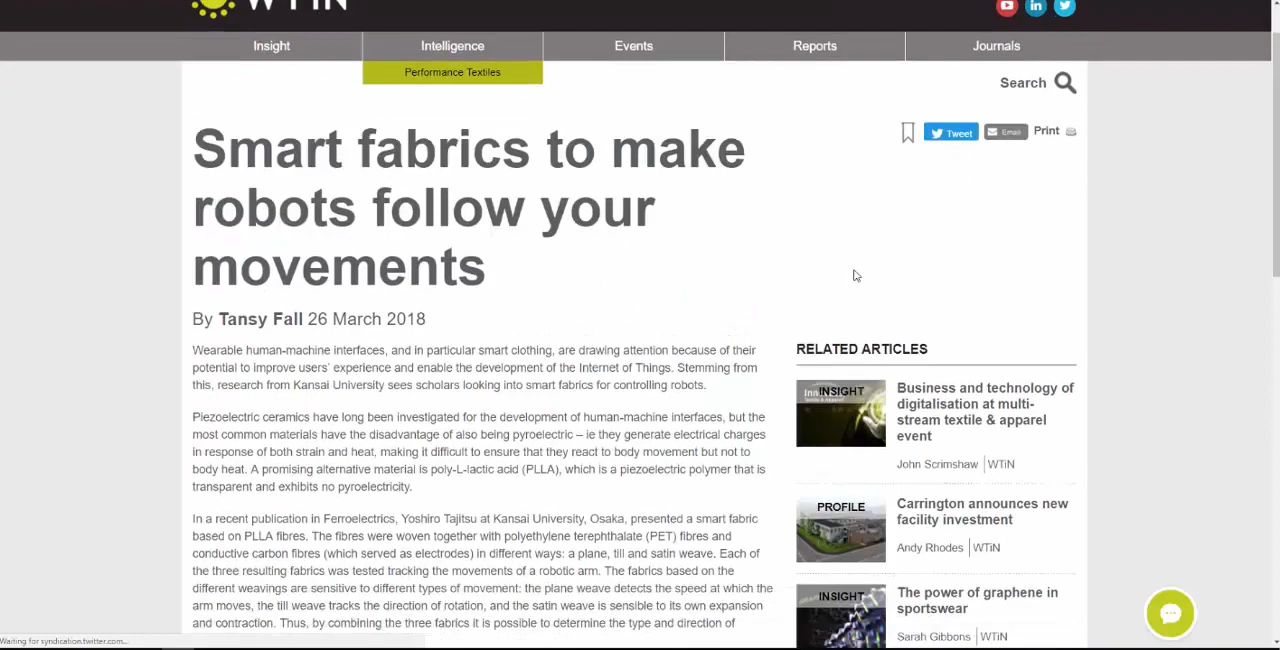 WTiN
Insight
Intelligence
Events
Reports
Journals
Performance Textiles
Search
Tweet
Email
Print
Smart fabrics to make
robots follow your
movements
By Tansy Fall 26 March 2018
Wearable human-machine interfaces, and in particular smart clothing, are drawing attention because of their
potential to improve users' experience and enable the development of the Internet of Things. Stemming from
this, research from Kansai University sees scholars looking into smart fabrics for controlling robots.
Piezoelectric ceramics have long been investigated for the development of human-machine interfaces, but the
most common materials have the disadvantage of also being pyroelectric – ie they generate electrical charges
in response of both strain and heat, making it difficult to ensure that they react to body movement but not to
body heat. A promising alternative material is poly-L-lactic acid (PLLA), which is a piezoelectric polymer that is
transparent and exhibits no pyroelectricity.
In a recent publication in Ferroelectrics, Yoshiro Tajitsu at Kansai University, Osaka, presented a smart fabric
based on PLLA fibres. The fibres were woven together with polyethylene terephthalate (PET) fibres and
conductive carbon fibres (which served as electrodes) in different ways: a plane, till and satin weave. Each of
the three resulting fabrics was tested tracking the movements of a robotic arm. The fabrics based on the
different weavings are sensitive to different types of movement: the plane weave detects the speed at which the
arm moves, the till weave tracks the direction of rotation, and the satin weave is sensible to its own expansion
and contraction. Thus, by combining the three fabrics it is possible to determine the type and direction of
RELATED ARTICLES
INSIGHT
Business and technology of
digitalisation at multi-
stream textile & apparel
event
John Scrimshaw | WTiN
PROFILE
Carrington announces new
facility investment
Andy Rhodes | WTiN
INSIGHT
The power of graphene in
sportswear
Sarah Gibbons | WTiN
Waiting for syndication.twitter.com...